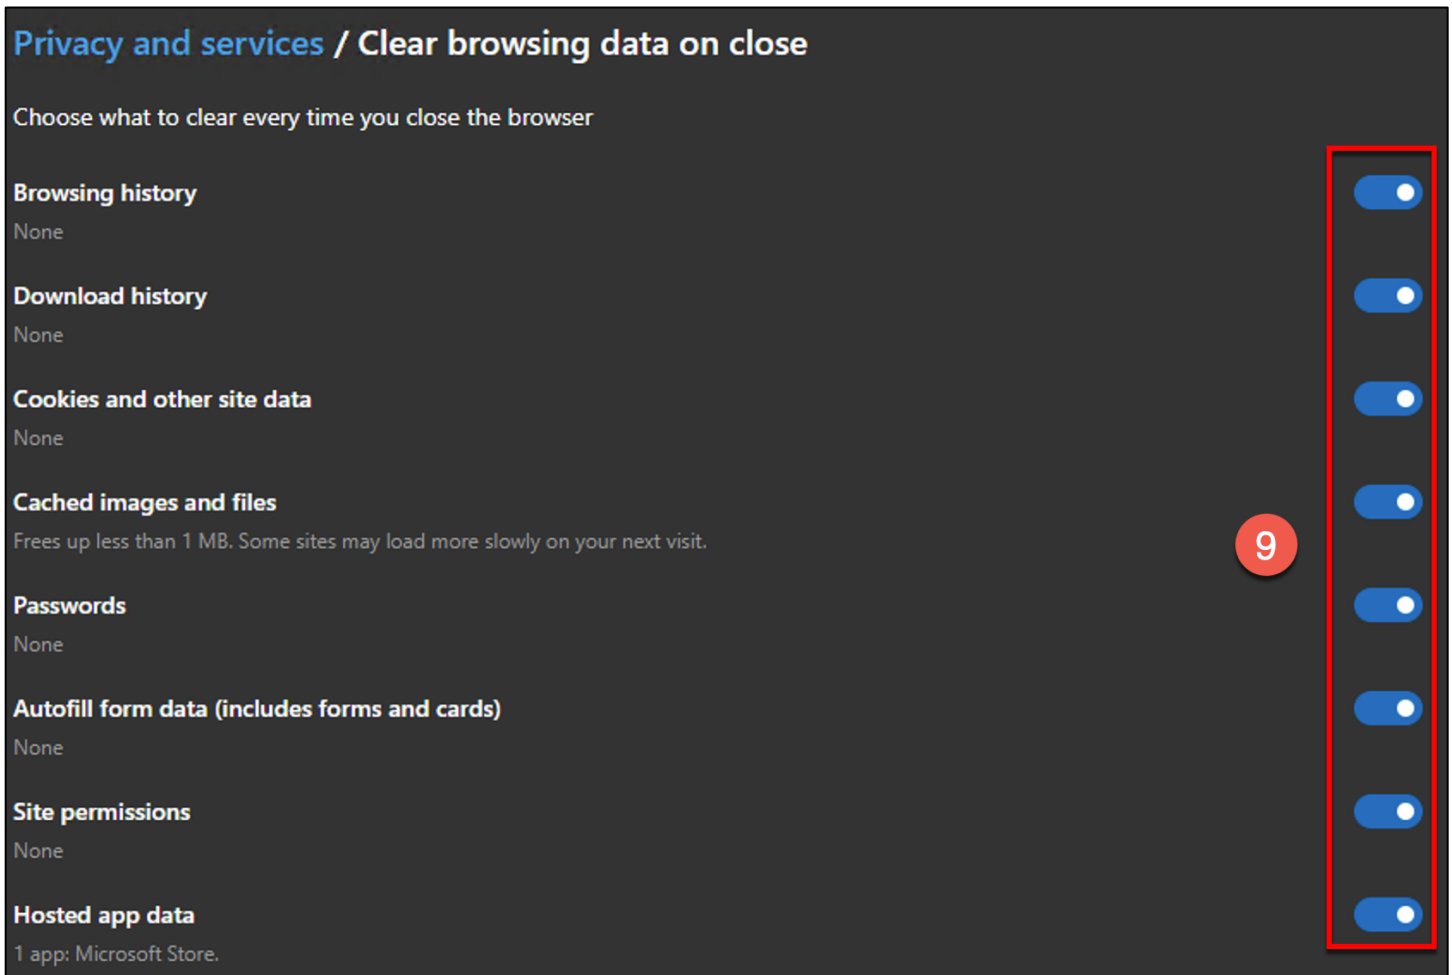 Privacy and services / Clear browsing data on close
Choose what to clear every time you close the browser
Browsing history
None
Download history
None
Cookies and other site data
None
Cached images and files
Frees up less than 1 MB. Some sites may load more slowly on your next visit.
9
Passwords
None
Autofill form data (includes forms and cards)
None
Site permissions
None
Hosted app data
1 app: Microsoft Store.